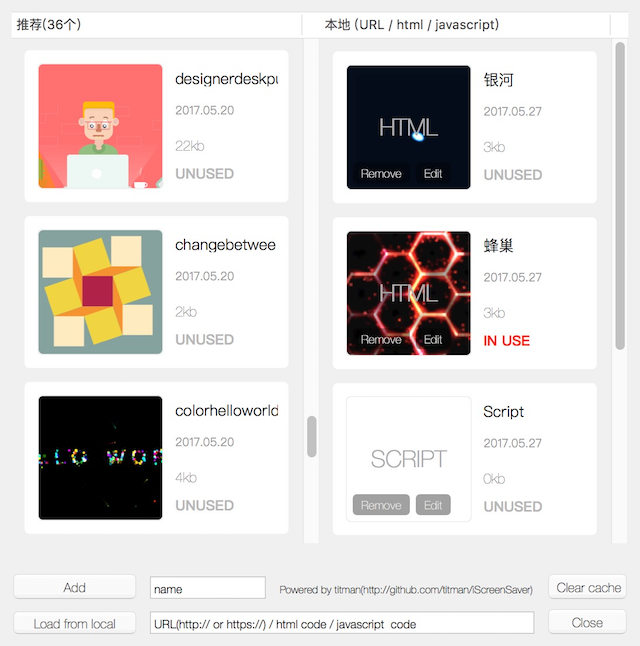 推荐(36个)
本地 (URL / html / javascript)
designerdeskpu
2017.05.20
22kb
UNUSED
changebetwee
2017.05.20
2kb
UNUSED
LO WOR
colorhelloworld
2017.05.20
4kb
UNUSED
HTML
Remove Edit
银河
2017.05.27
3kb
UNUSED
HTML
Remove Edit
蜂巢
2017.05.27
3kb
IN USE
SCRIPT
Remove Edit
Script
2017.05.27
0kb
UNUSED
Add name Powered by titman(http://github.com/titman/iScreenSaver) Clear cache
Load from local URL(http:// or https://) / html code / javascript code Close